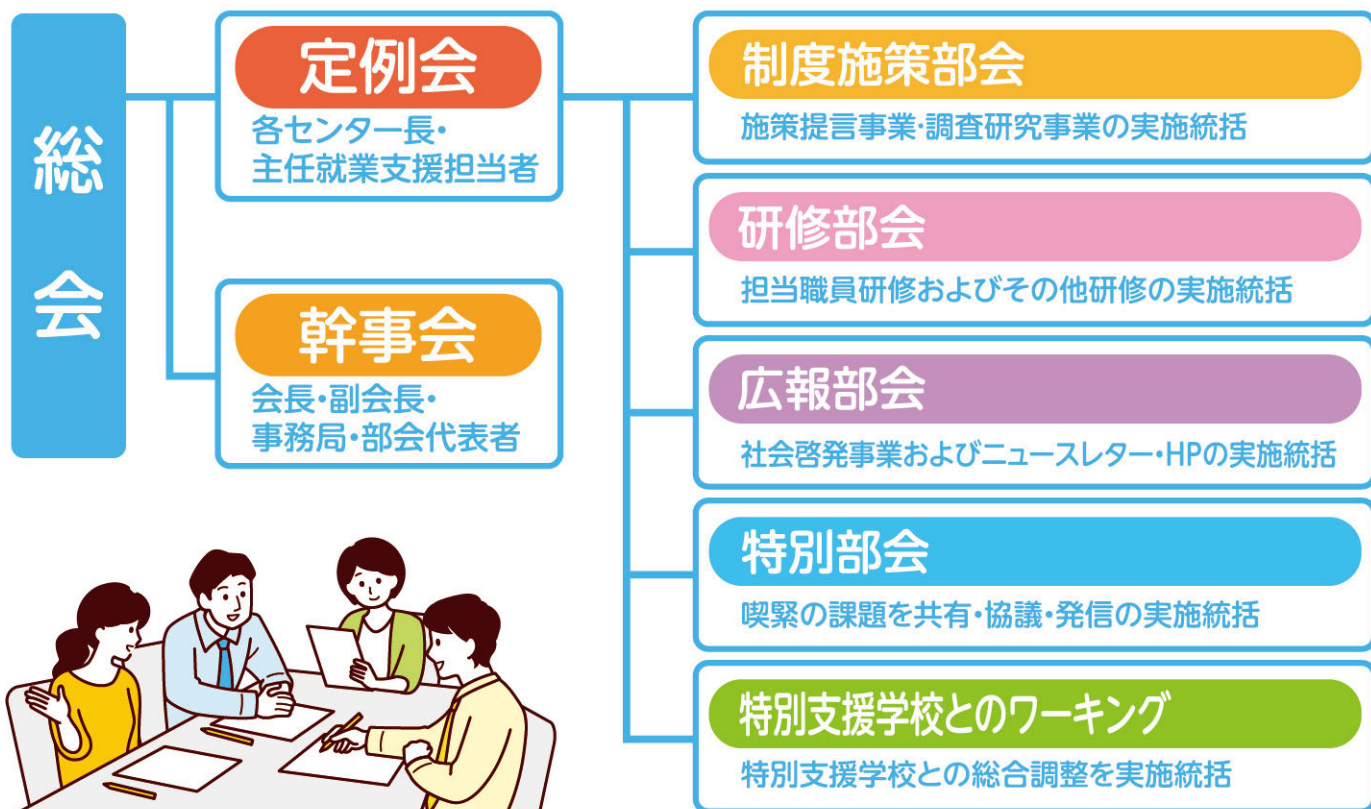 総会
定例会
各センター長・
主任就業支援担当者
幹事会
会長・副会長・
事務局・部会代表者
制度施策部会
施策提言事業・調査研究事業の実施統括
研修部会
担当職員研修およびその他研修の実施統括
広報部会
社会啓発事業およびニュースレター・HPの実施統括
特別部会
喫緊の課題を共有・協議・発信の実施統括
特別支援学校とのワーキング
特別支援学校との総合調整を実施統括